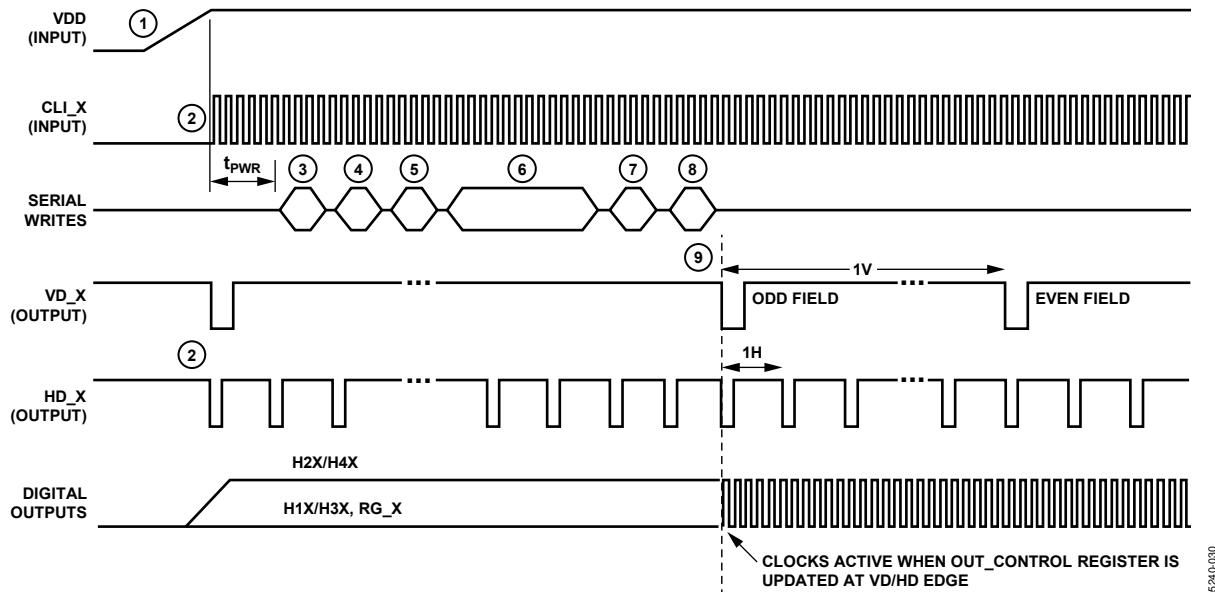 VDD
(INPUT)
1
CLI_X
(INPUT)
2
tPWR
3
4
5
6
7
8
SERIAL
WRITES
9
1V
VD_X
(OUTPUT)
ODD FIELD
EVEN FIELD
2
1H
HD_X
(OUTPUT)
H2X/H4X
DIGITAL
OUTPUTS
H1X/H3X, RG_X
CLOCKS ACTIVE WHEN OUT_CONTROL REGISTER IS
UPDATED AT VD/HD EDGE
5240-030